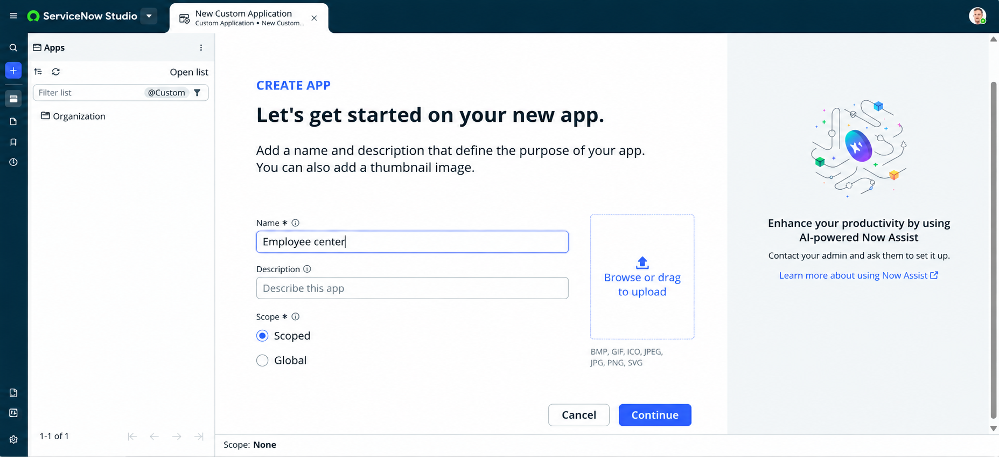 ServiceNow Studio
New Custom Application
Custom Application • New Custom...
Apps
Open list
Filter list
@Custom
Organization
1-1 of 1
CREATE APP
Let's get started on your new app.
Add a name and description that define the purpose of your app.
You can also add a thumbnail image.
Name *
Employee center
Description
Describe this app
Scope *
Scoped
Global
Browse or drag
to upload
BMP, GIF, ICO, JPEG,
JPG, PNG, SVG
Cancel
Continue
Scope: None
Enhance your productivity by using
AI-powered Now Assist
Contact your admin and ask them to set it up.
Learn more about using Now Assist